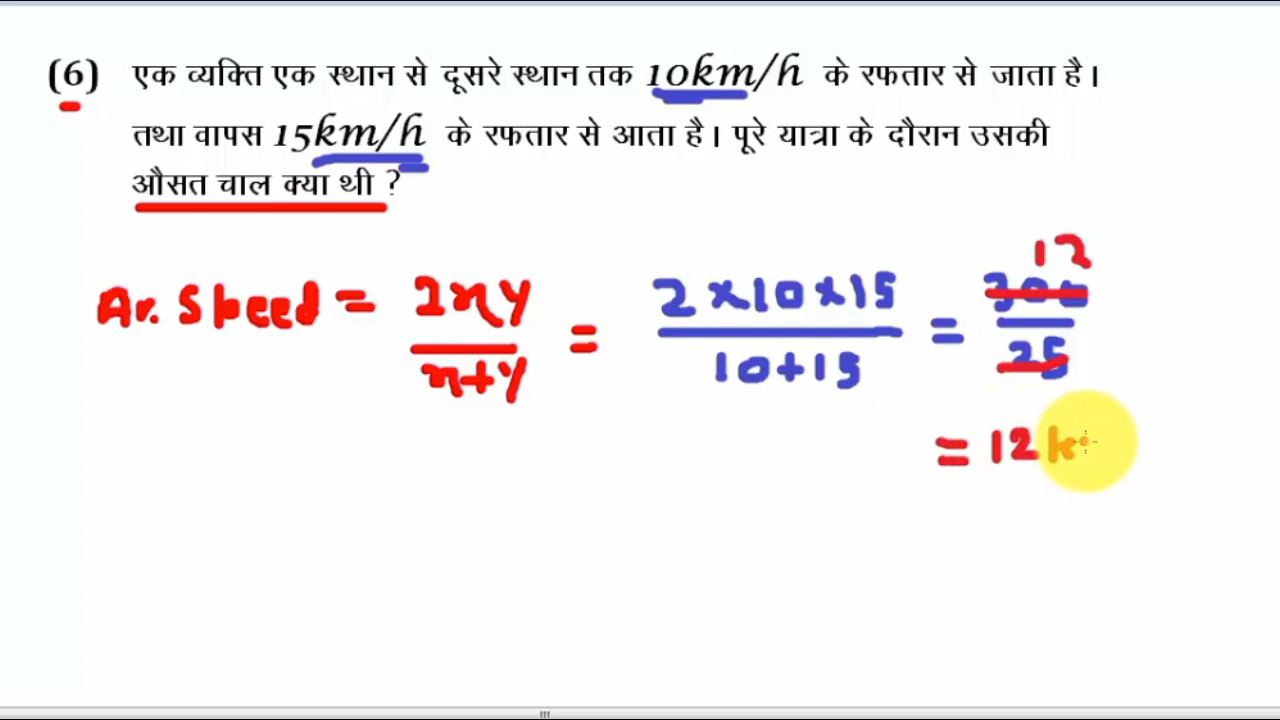 (6) एक व्यक्ति एक स्थान से दूसरे स्थान तक 10km/h के रफतार से जाता है।
तथा वापस 15km/h के रफतार से आता है। पूरे यात्रा के दौरान उसकी
औसत चाल क्या थी ?
12
Av. Speed = 2xy / x+y = 2×10×15 / 10+15 = 300 / 25
= 12 k